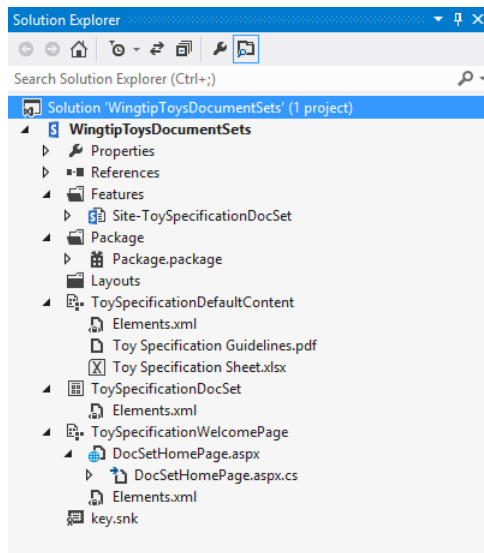 Solution Explorer
Search Solution Explorer (Ctrl+;)
Solution 'WingtipToysDocumentSets' (1 project)
WingtipToysDocumentSets
Properties
References
Features
Site-ToySpecificationDocSet
Package
Package.package
Layouts
ToySpecificationDefaultContent
Elements.xml
Toy Specification Guidelines.pdf
Toy Specification Sheet.xlsx
ToySpecificationDocSet
Elements.xml
ToySpecificationWelcomePage
DocSetHomePage.aspx
DocSetHomePage.aspx.cs
Elements.xml
key.snk